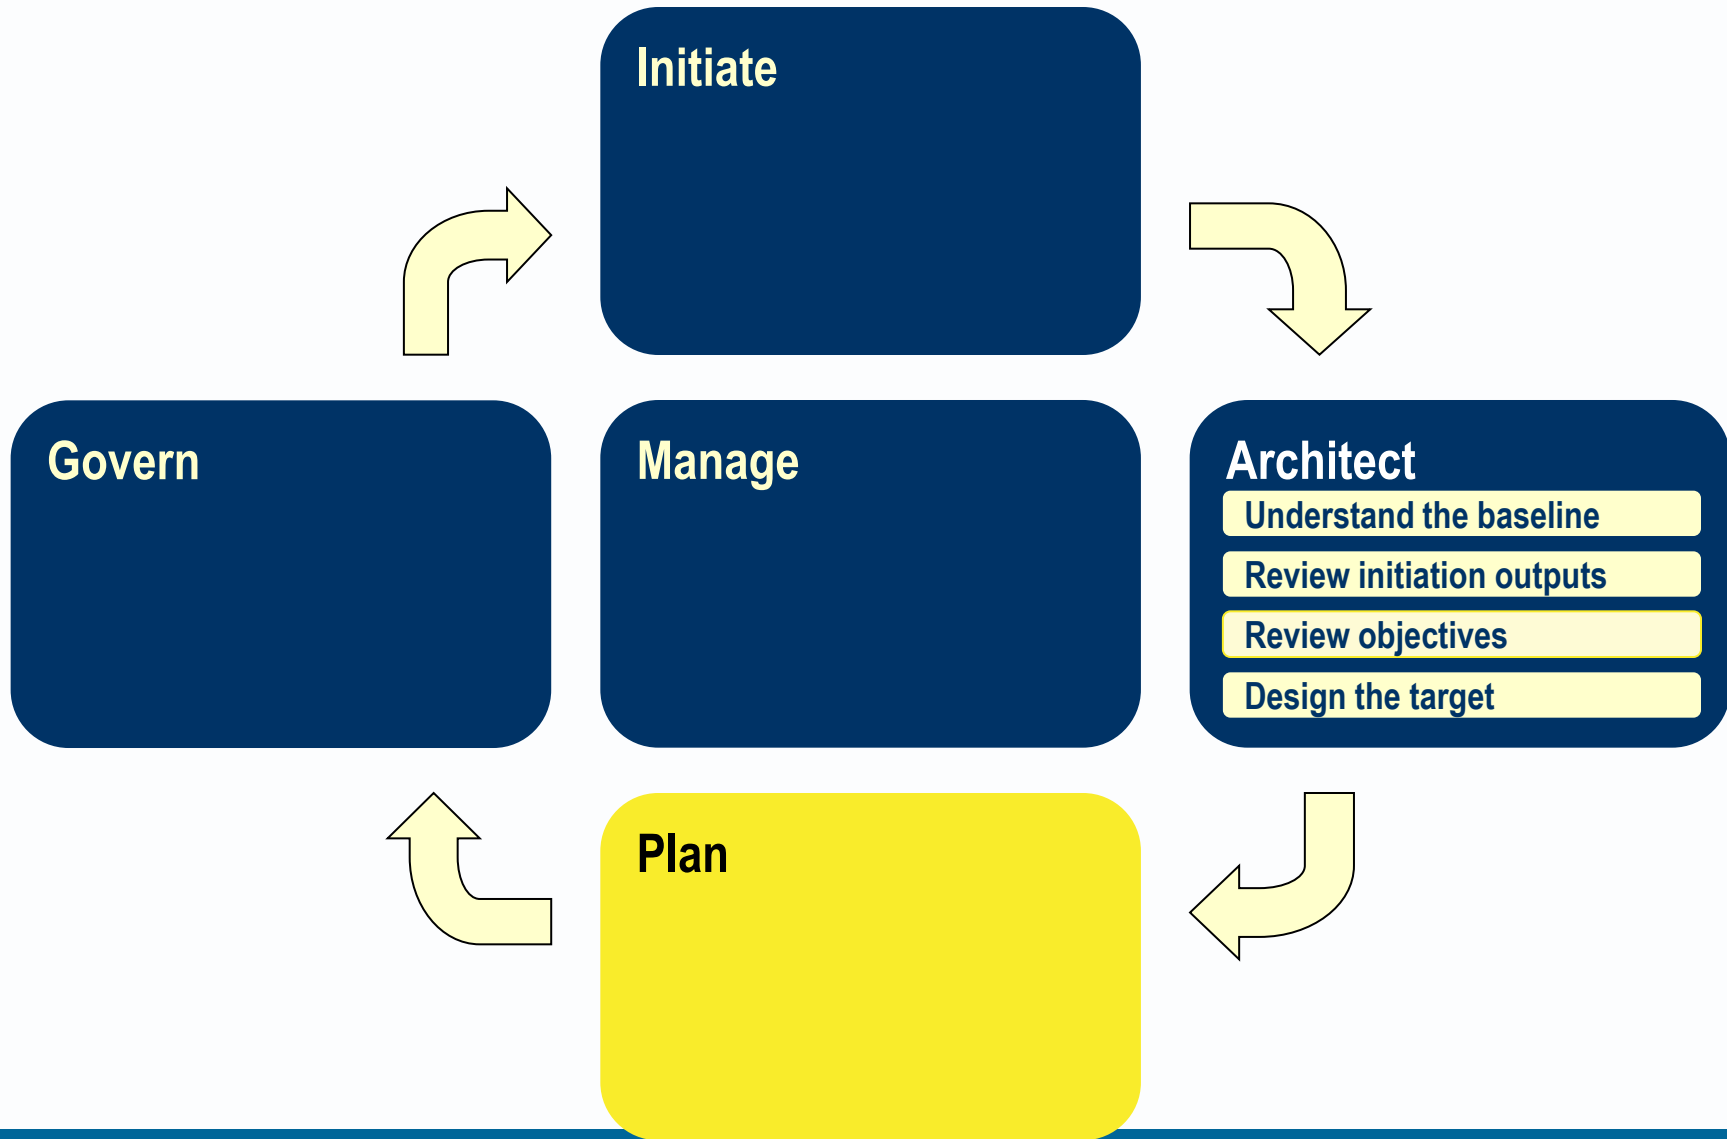 Initiate
Govern
Manage
Architect
Understand the baseline
Review initiation outputs
Review objectives
Design the target
Plan